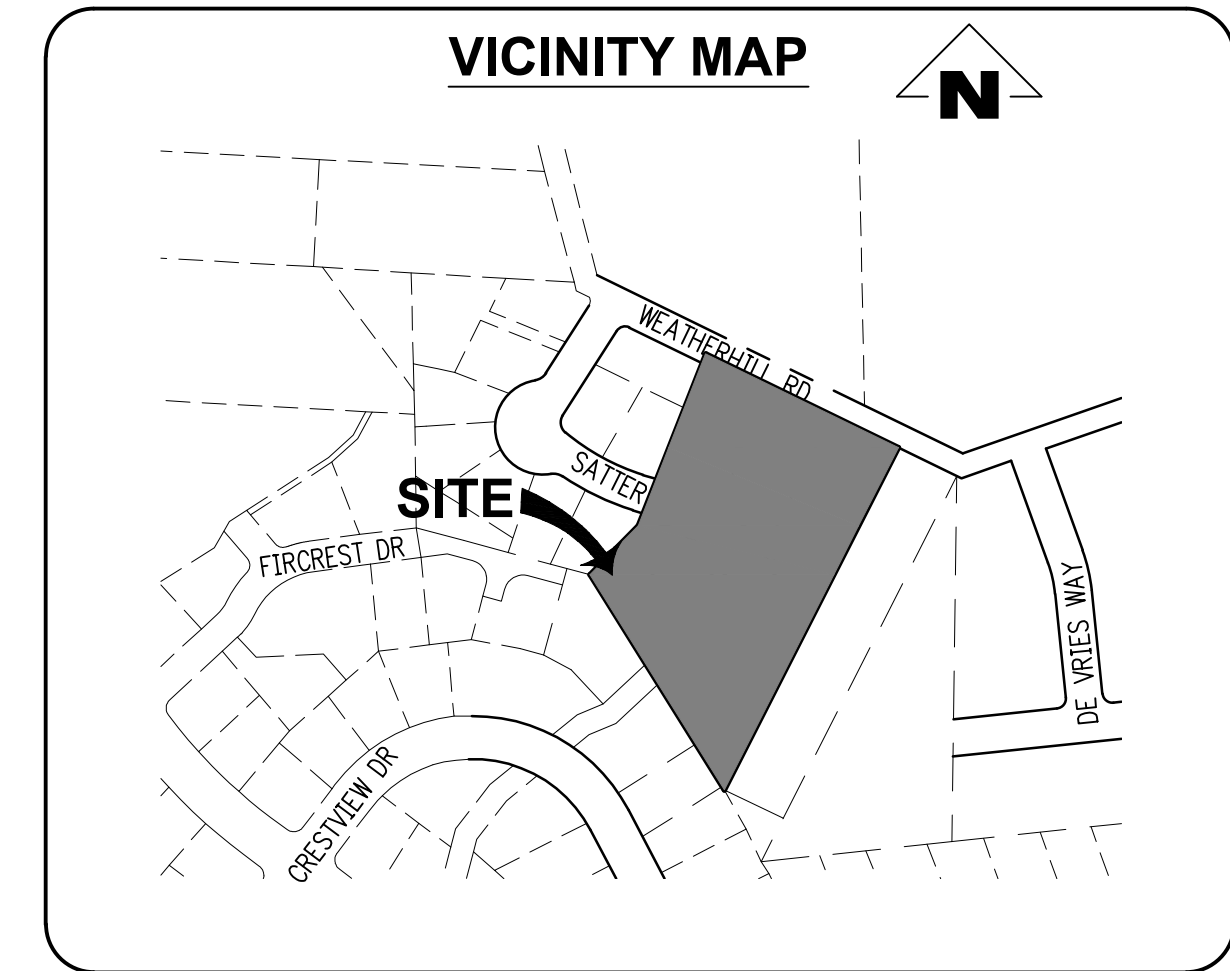 VICINITY MAP
N
WEATHERHILL RD
SATTER
SITE
FIRCREST DR
DE VRIES WAY
CRESTVIEW DR